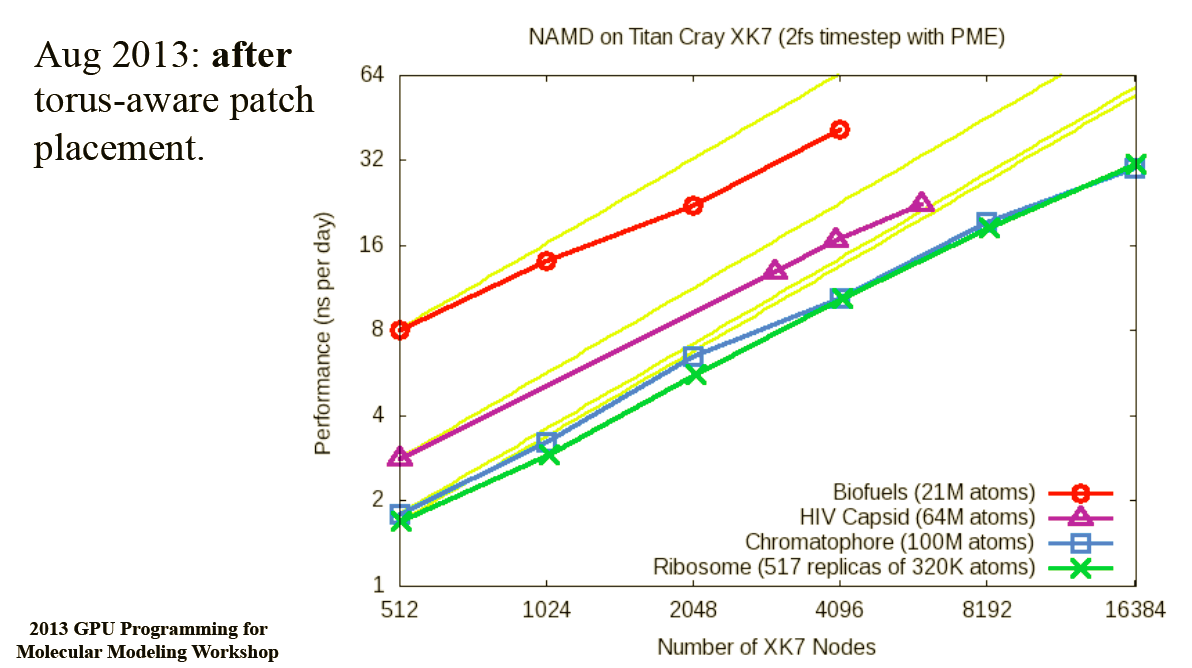 Aug 2013: after
torus-aware patch
placement.
NAMD on Titan Cray XK7 (2fs timestep with PME)
Performance (ns per day)
64
32
16
8
4
2
1
512
1024
2048
4096
8192
16384
Number of XK7 Nodes
Biofuels (21M atoms)
HIV Capsid (64M atoms)
Chromatophore (100M atoms)
Ribosome (517 replicas of 320K atoms)
2013 GPU Programming for
Molecular Modeling Workshop